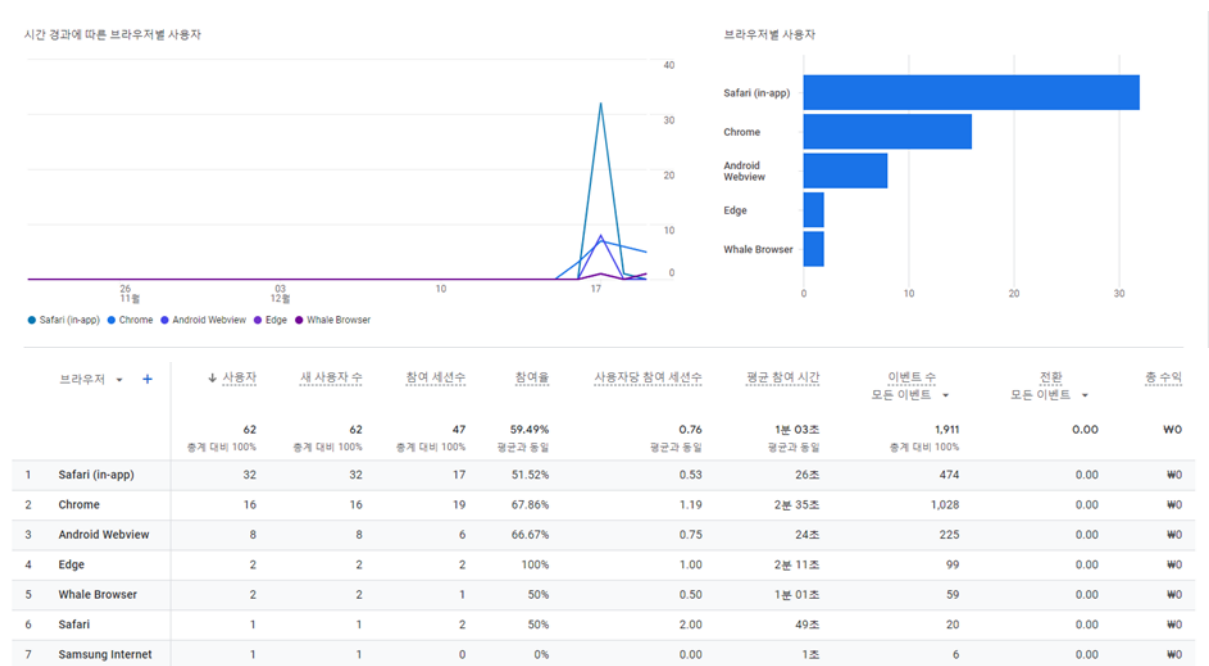 시간 경과에 따른 브라우저별 사용자
40
30
20
10
0
26
11월
03
12월
10
17
Safari (in-app) Chrome Android Webview Edge Whale Browser
브라우저별 사용자
Safari (in-app)
Chrome
Android
Webview
Edge
Whale Browser
0 10 20 30
브라우저 + ↓ 사용자 새 사용자 수 참여 세션수 참여율 사용자당 참여 세션수 평균 참여 시간 이벤트 수 전환 총 수익
모든 이벤트 모든 이벤트
62 62 47 59.49% 0.76 1분 03초 1,911 0.00 ₩0
총계 대비 100% 총계 대비 100% 총계 대비 100% 평균과 동일 평균과 동일 평균과 동일 총계 대비 100%
1 Safari (in-app) 32 32 17 51.52% 0.53 26초 474 0.00 ₩0
2 Chrome 16 16 19 67.86% 1.19 2분 35초 1,028 0.00 ₩0
3 Android Webview 8 8 6 66.67% 0.75 24초 225 0.00 ₩0
4 Edge 2 2 2 100% 1.00 2분 11초 99 0.00 ₩0
5 Whale Browser 2 2 1 50% 0.50 1분 01초 59 0.00 ₩0
6 Safari 1 1 2 50% 2.00 49초 20 0.00 ₩0
7 Samsung Internet 1 1 0 0% 0.00 1초 6 0.00 ₩0